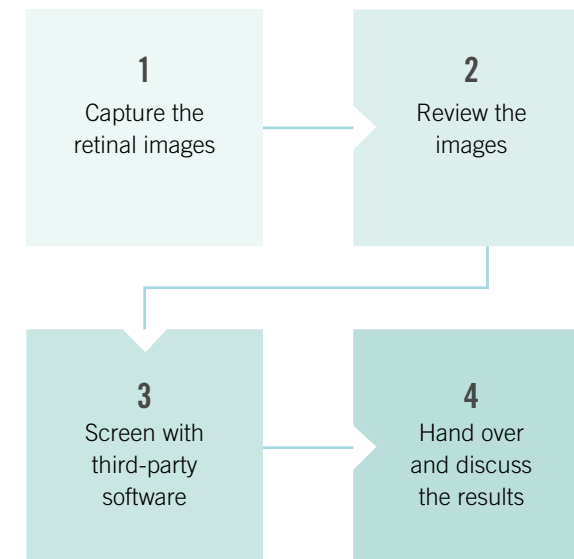 1
Capture the
retinal images
2
Review the
images
3
Screen with
third-party
software
4
Hand over
and discuss
the results